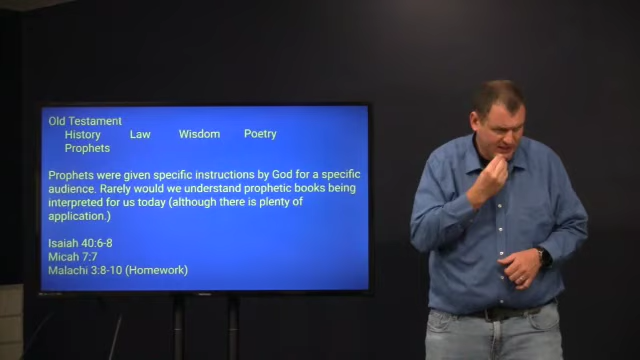 Old Testament
History Law Wisdom Poetry
Prophets
Prophets were given specific instructions by God for a specific
audience. Rarely would we understand prophetic books being
interpreted for us today (although there is plenty of
application.)
Isaiah 40:6-8
Micah 7:7
Malachi 3:8-10 (Homework)